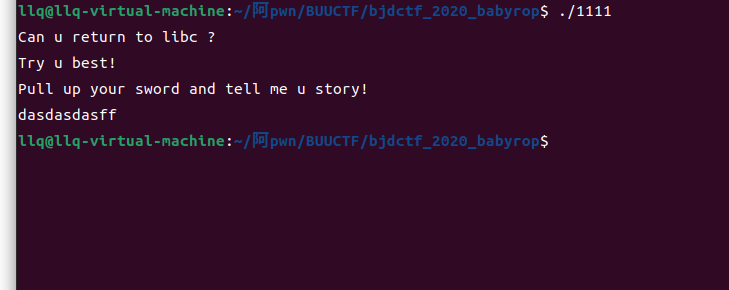 llq@llq-virtual-machine:~/阿pwn/BUUCTF/bjdctf_2020_babyrop$ ./1111
Can u return to libc ?
Try u best!
Pull up your sword and tell me u story!
dasdasdasff
llq@llq-virtual-machine:~/阿pwn/BUUCTF/bjdctf_2020_babyrop$